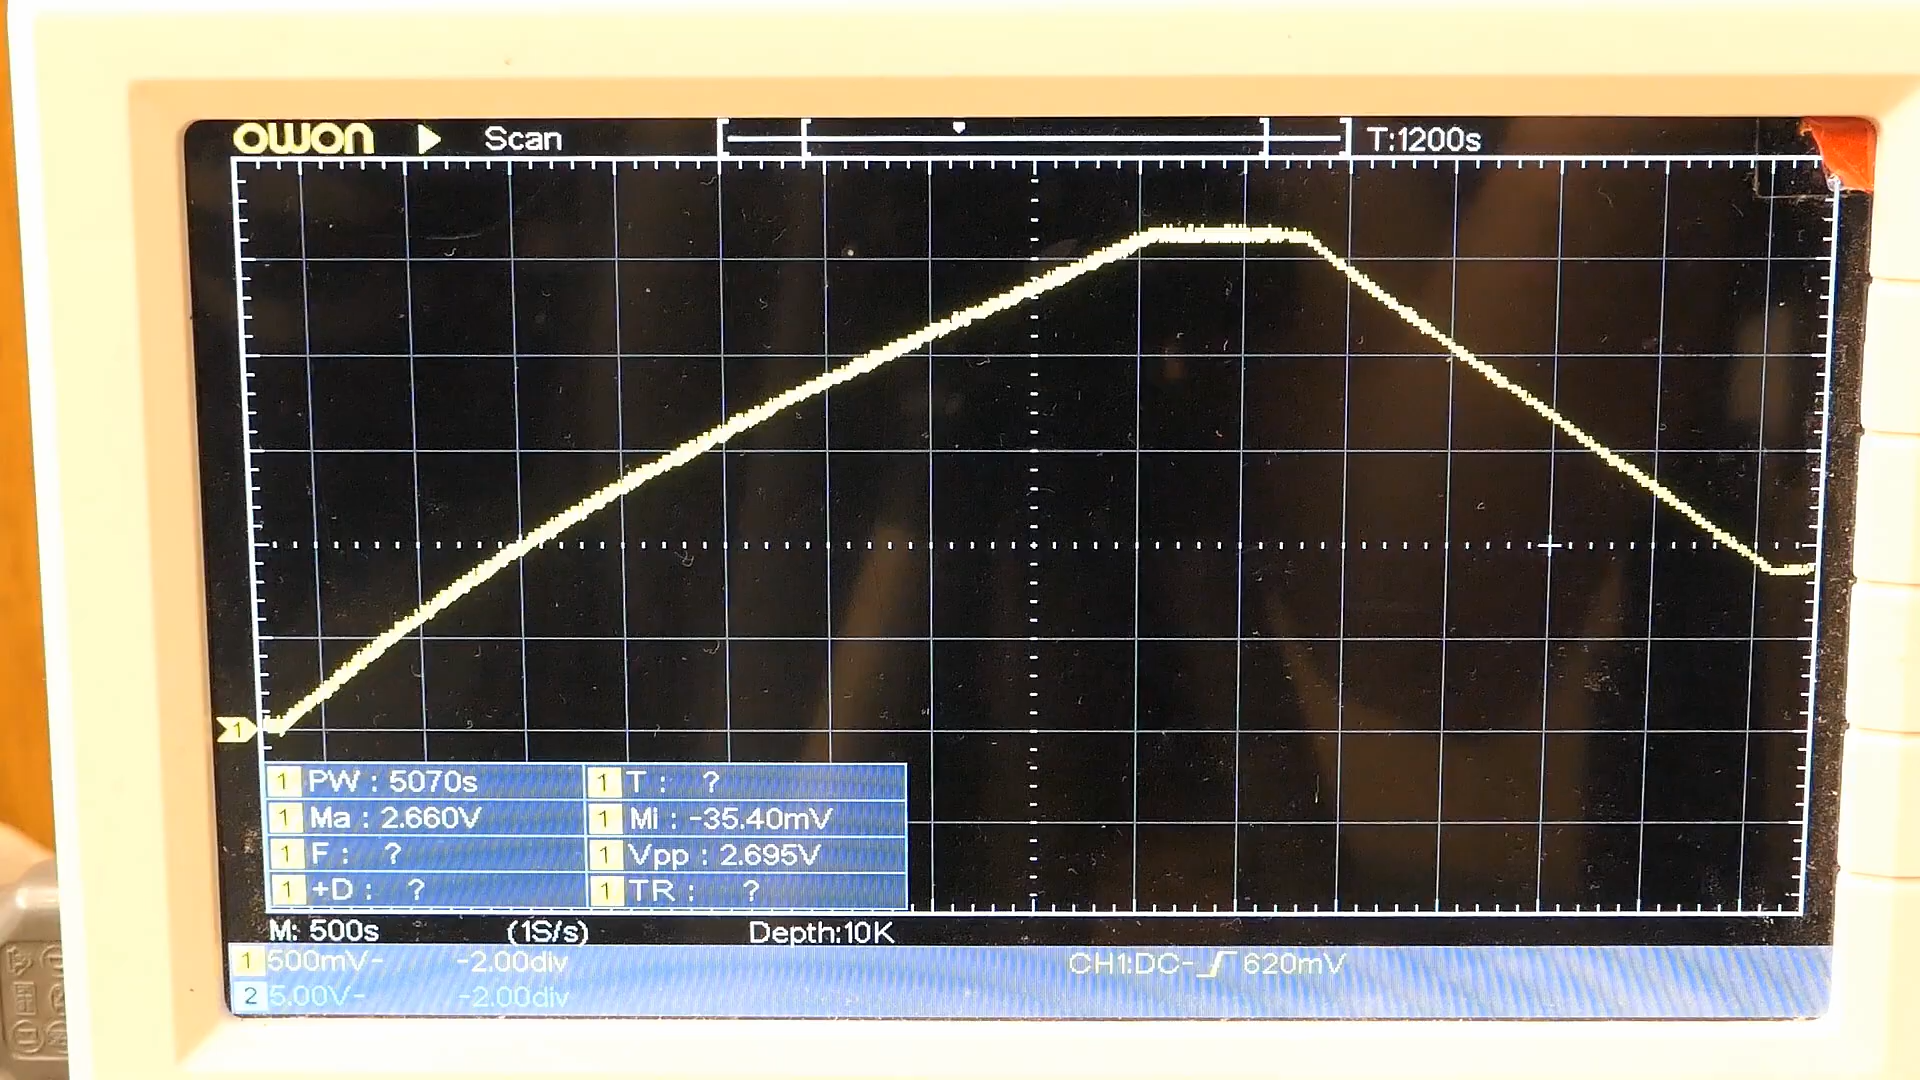 OWON Scan T:1200s
1
1 PW : 5070s 1 T : ?
1 Ma : 2.660V 1 Mi : -35.40mV
1 F : ? 1 Vpp : 2.695V
1 +D : ? 1 TR : ?
M: 500s (1S/s) Depth:10K
1 500mV- -2.00div CH1:DC- 620mV
2 5.00V- -2.00div